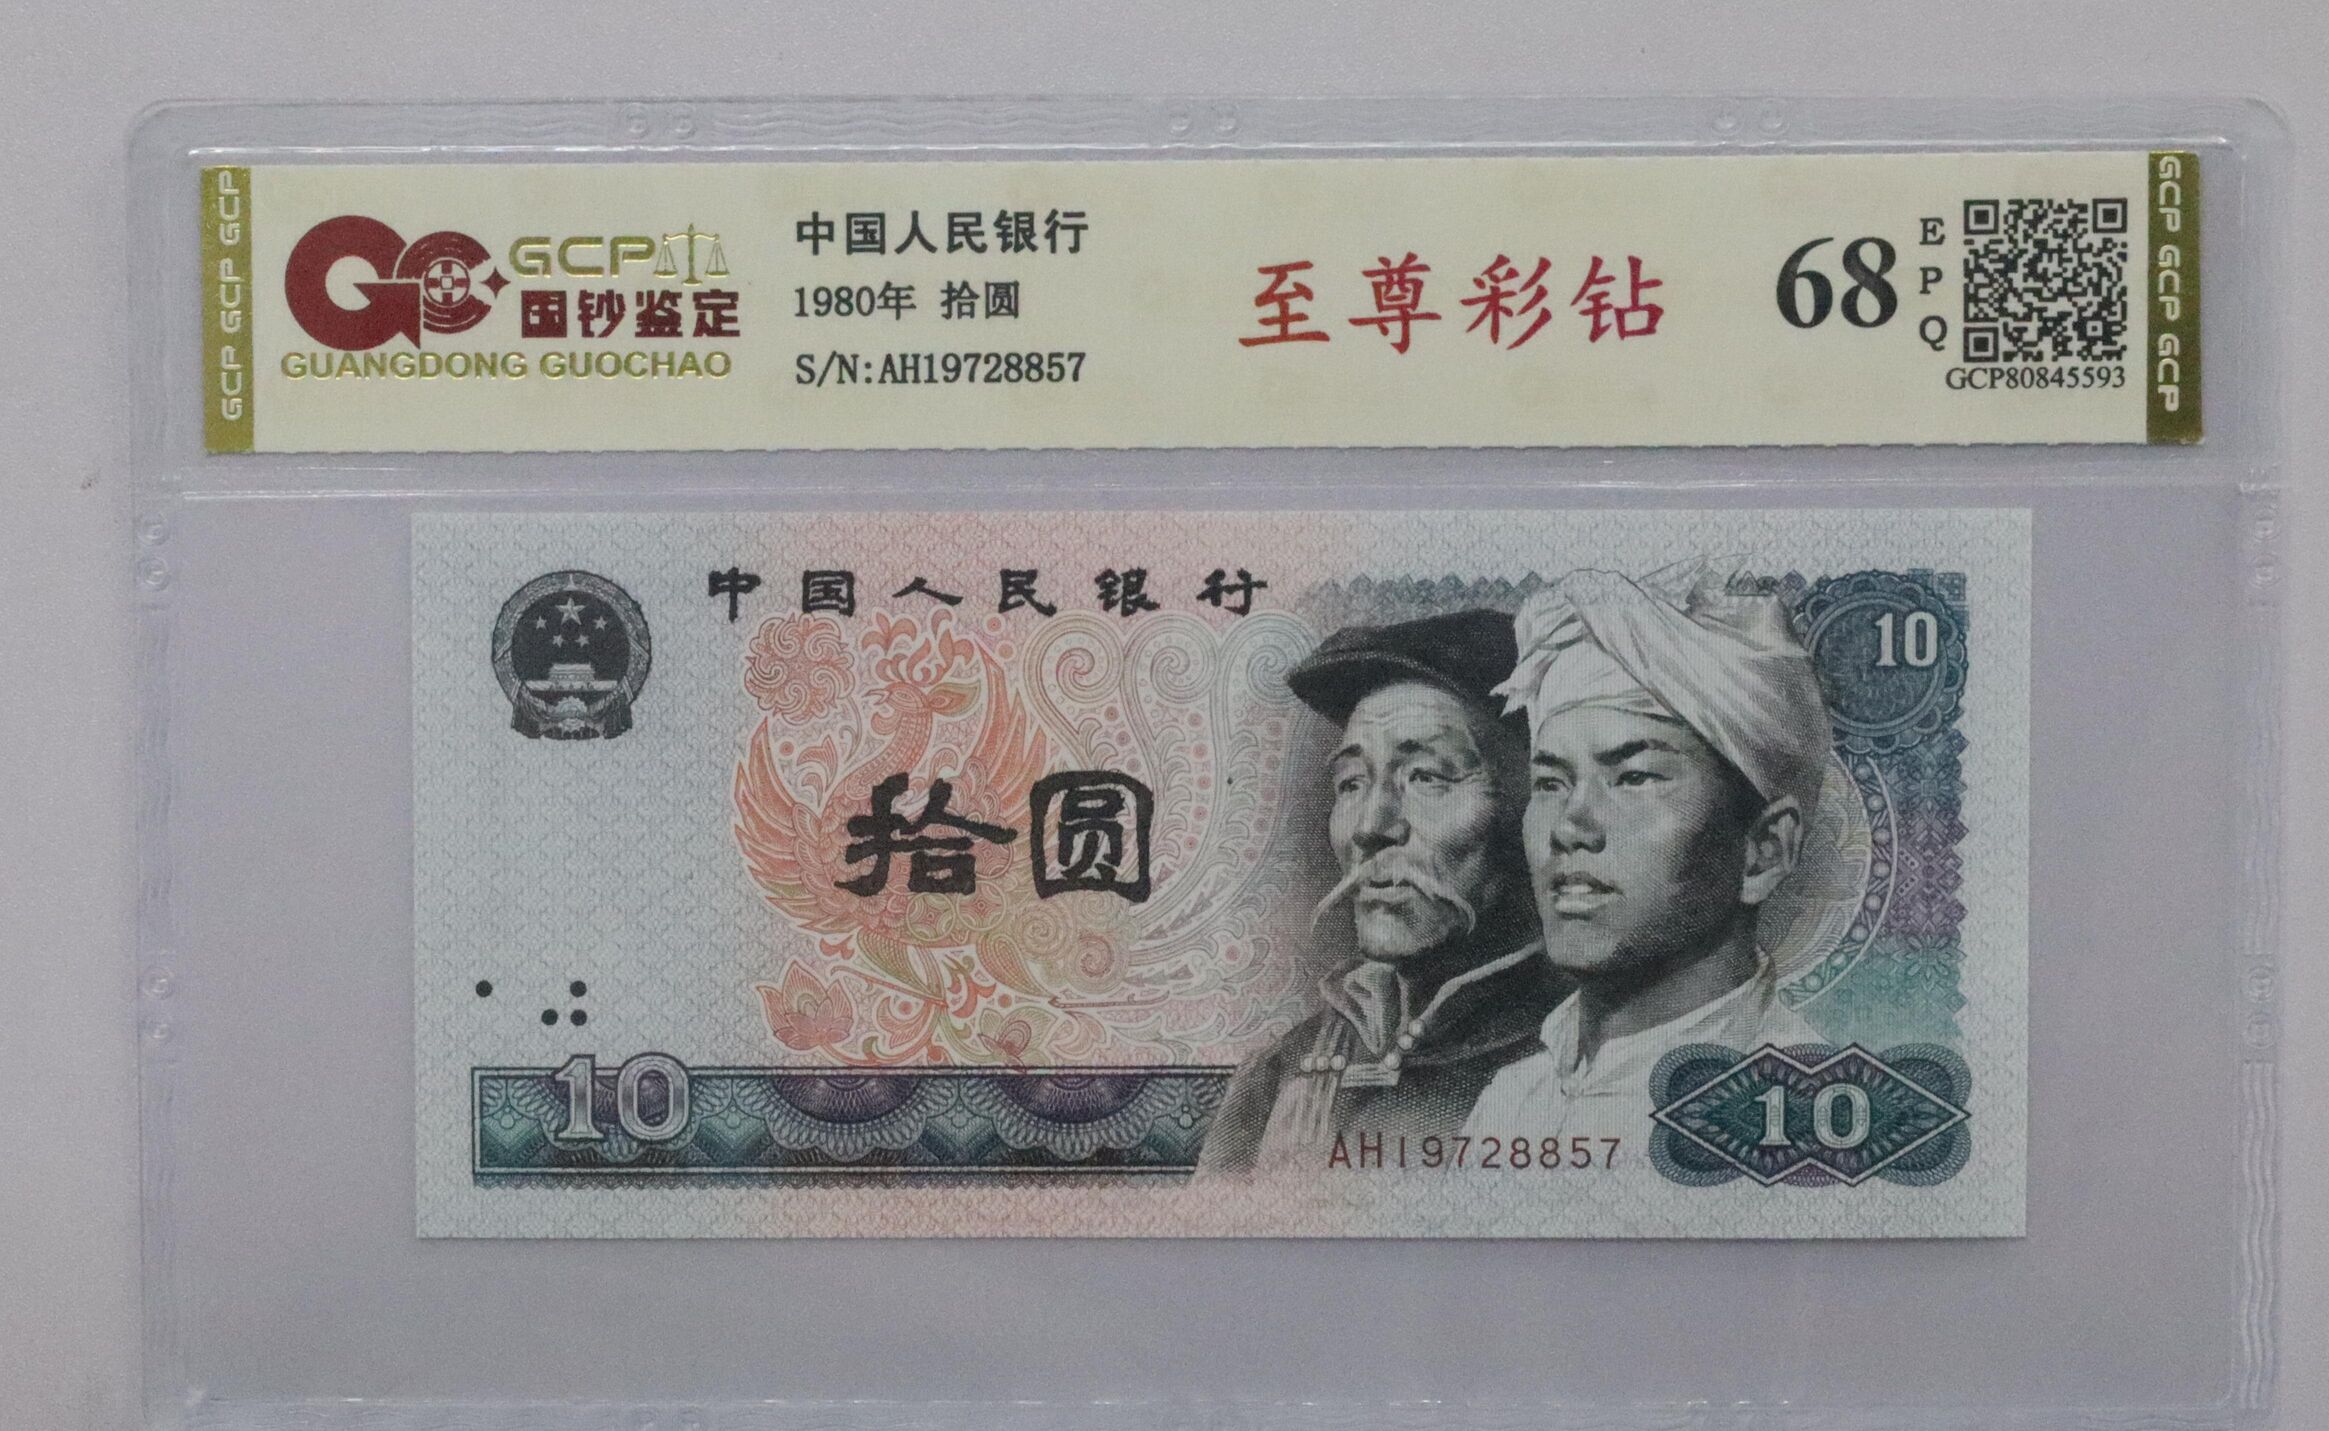 GCP GCP GCP
GCP
国钞鉴定
GUANGDONG GUOCHAO
中国人民银行
1980年 拾圆
S/N:AH19728857
至尊彩钻
68
EPQ
GCP80845593
GCP GCP GCP
中国人民银行
10
拾圆
10
AH19728857
10